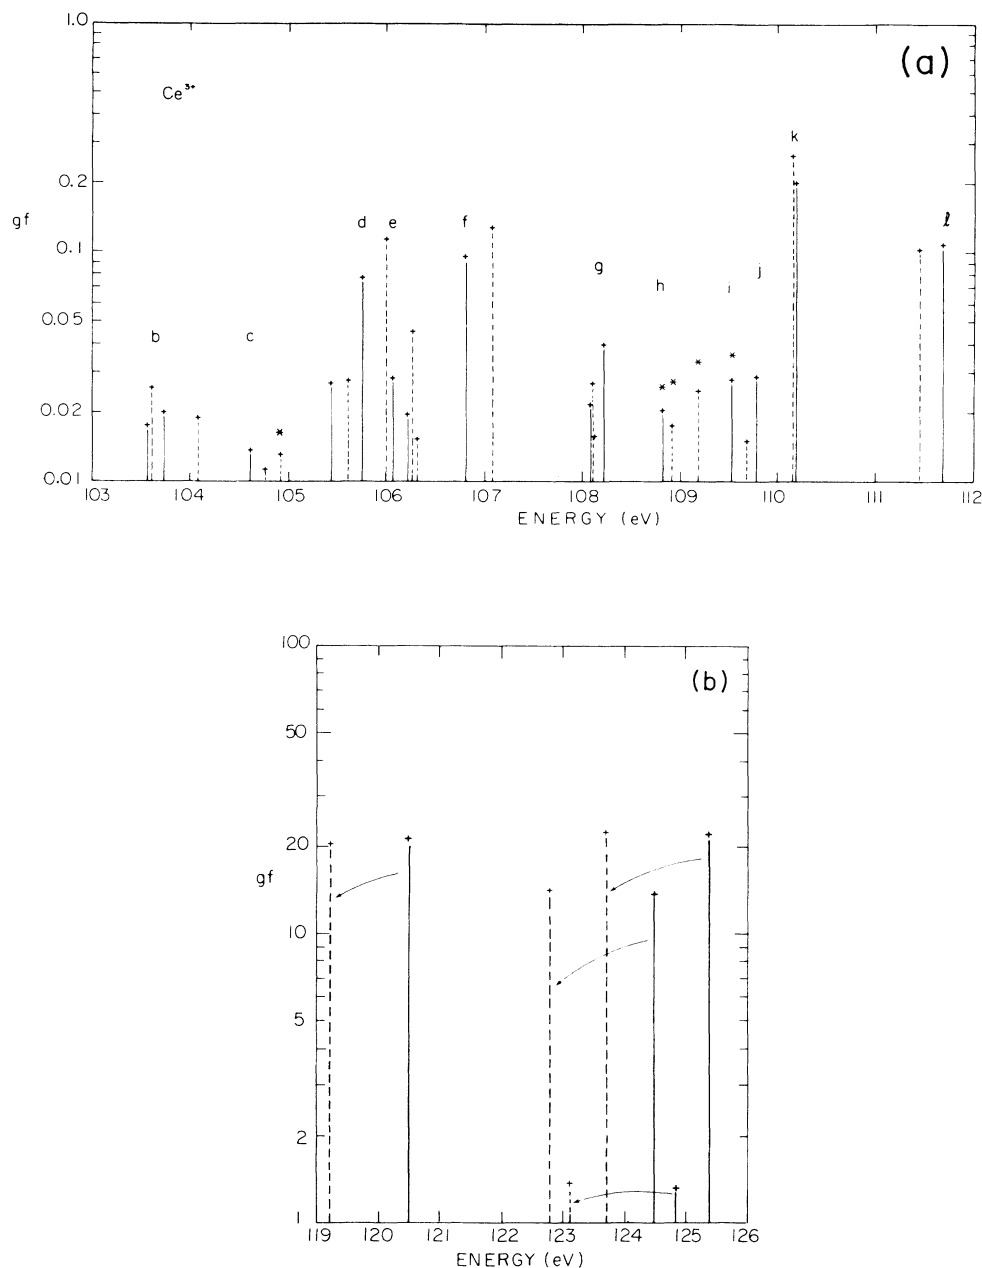 1.0
(a)
Ce³⁺
k
0.2
gf
d e f l
0.1
g
j
h i
0.05
b c
0.02
0.01
103 104 105 106 107 108 109 110 111 112
ENERGY (eV)
100
(b)
50
20
gf
10
5
2
1
119 120 121 122 123 124 125 126
ENERGY (eV)